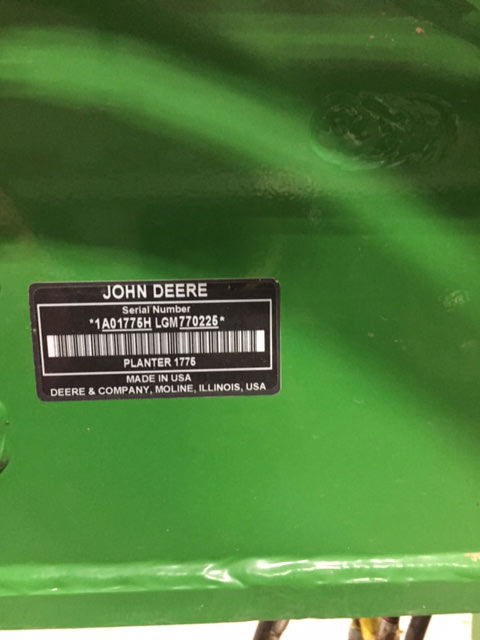 JOHN DEERE
Serial Number
*1A01775H LGM770225*
PLANTER 1775
MADE IN USA
DEERE & COMPANY, MOLINE, ILLINOIS, USA